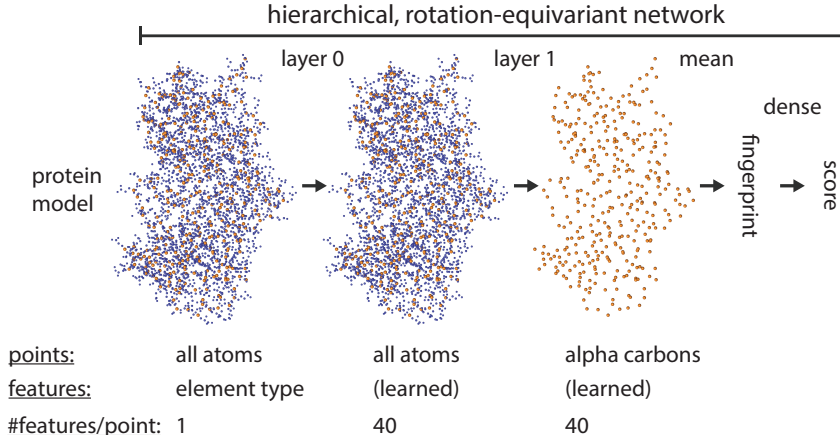 hierarchical, rotation-equivariant network
layer 0 layer 1 mean
dense
protein
model
fingerprint
score
points: all atoms all atoms alpha carbons
features: element type (learned) (learned)
#features/point: 1 40 40